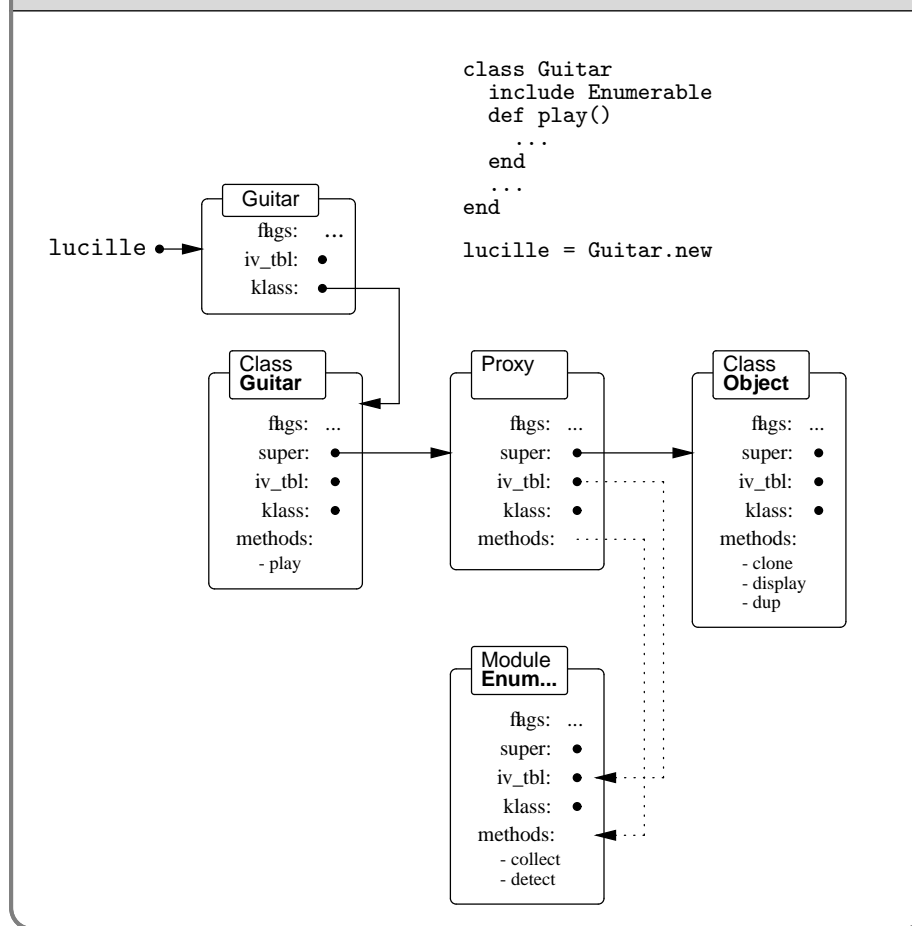 class Guitar
include Enumerable
def play()
...
end
...
end
lucille = Guitar.new
lucille
Guitar
flags: ...
iv_tbl:
klass:
Class
Guitar
flags: ...
super:
iv_tbl:
klass:
methods:
- play
Proxy
flags: ...
super:
iv_tbl:
klass:
methods:
Class
Object
flags: ...
super:
iv_tbl:
klass:
methods:
- clone
- display
- dup
Module
Enum...
flags: ...
super:
iv_tbl:
klass:
methods:
- collect
- detect